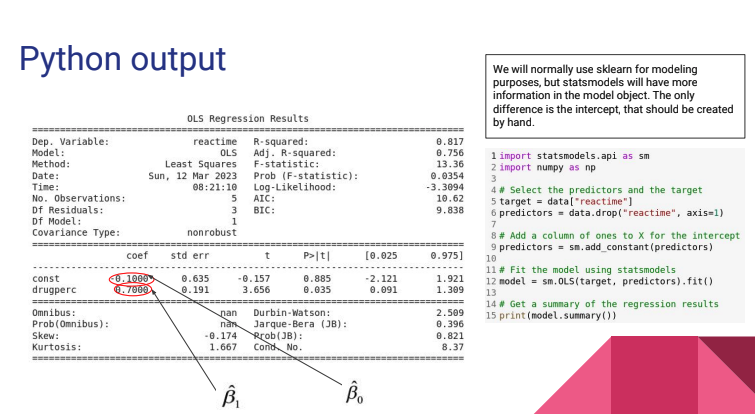 Python output
We will normally use sklearn for modeling
purposes, but statsmodels will have more
information in the model object. The only
difference is the intercept, that should be created
by hand.
OLS Regression Results
==============================================================================
Dep. Variable: reactime R-squared: 0.817
Model: OLS Adj. R-squared: 0.756
Method: Least Squares F-statistic: 13.36
Date: Sun, 12 Mar 2023 Prob (F-statistic): 0.0354
Time: 08:21:10 Log-Likelihood: -3.3094
No. Observations: 5 AIC: 10.62
Df Residuals: 3 BIC: 9.838
Df Model: 1
Covariance Type: nonrobust
==============================================================================
coef std err t P>|t| [0.025 0.975]
------------------------------------------------------------------------------
const -0.1000 0.635 -0.157 0.885 -2.121 1.921
drugperc 0.7000 0.191 3.656 0.035 0.091 1.309
==============================================================================
Omnibus: nan Durbin-Watson: 2.509
Prob(Omnibus): nan Jarque-Bera (JB): 0.396
Skew: -0.174 Prob(JB): 0.821
Kurtosis: 1.667 Cond. No. 8.37
==============================================================================
β̂₁ β̂₀
1 import statsmodels.api as sm
2 import numpy as np
3
4 # Select the predictors and the target
5 target = data["reactime"]
6 predictors = data.drop("reactime", axis=1)
7
8 # Add a column of ones to X for the intercept
9 predictors = sm.add_constant(predictors)
10
11 # Fit the model using statsmodels
12 model = sm.OLS(target, predictors).fit()
13
14 # Get a summary of the regression results
15 print(model.summary())